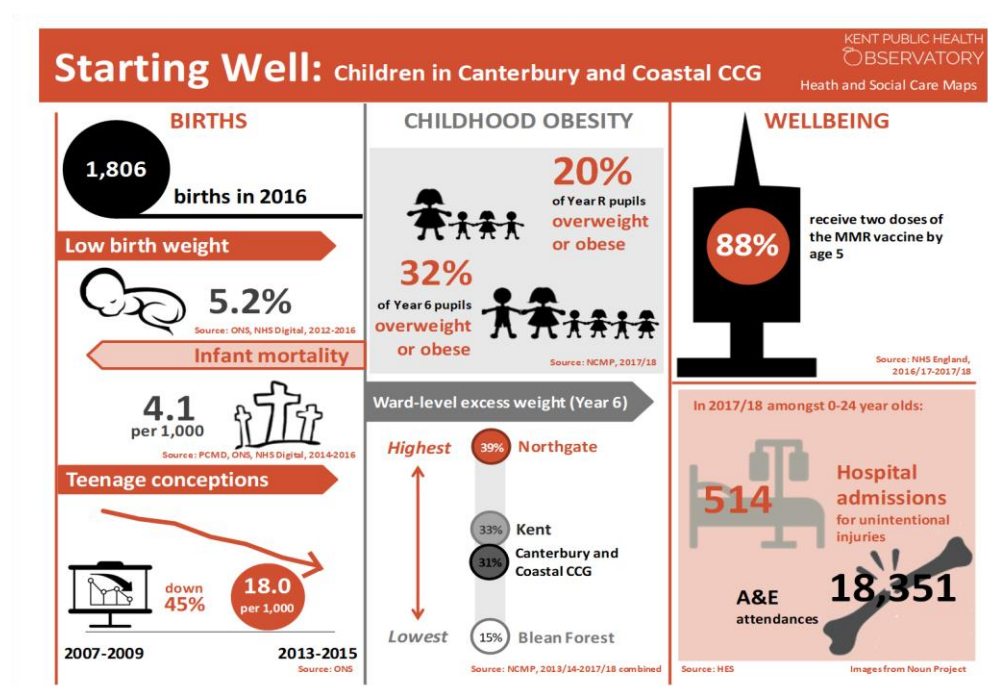 Starting Well: Children in Canterbury and Coastal CCG
KENT PUBLIC HEALTH
OBSERVATORY
Heath and Social Care Maps
BIRTHS
1,806
births in 2016
Low birth weight
5.2%
Source: ONS, NHS Digital, 2012-2016
Infant mortality
4.1
per 1,000
Source: PCMD, ONS, NHS Digital, 2014-2016
Teenage conceptions
down
45%
18.0
per 1,000
2007-2009
2013-2015
Source: ONS
CHILDHOOD OBESITY
20%
of Year R pupils
overweight
or obese
32%
of Year 6 pupils
overweight
or obese
Source: NCMP, 2017/18
Ward-level excess weight (Year 6)
Highest
39% Northgate
33% Kent
31% Canterbury and
Coastal CCG
Lowest
15% Blean Forest
Source: NCMP, 2013/14-2017/18 combined
WELLBEING
88%
receive two doses of
the MMR vaccine by
age 5
Source: NHS England,
2016/17-2017/18
In 2017/18 amongst 0-24 year olds:
514
Hospital
admissions
for unintentional
injuries
A&E
attendances
18,351
Source: HES
Images from Noun Project